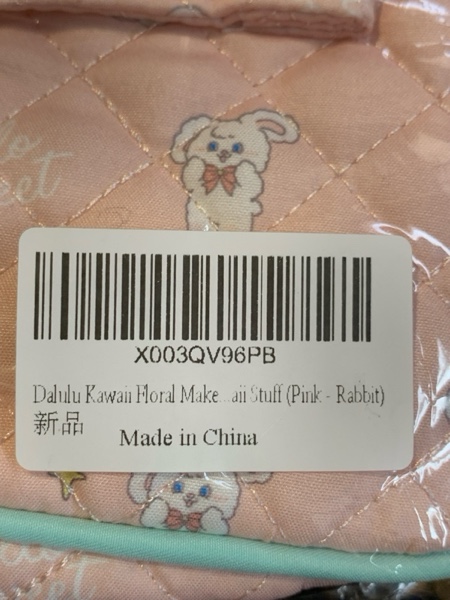 X003QV96PB
Dalulu Kawaii Floral Make...aii Stuff (Pink - Rabbit)
新品
Made in China